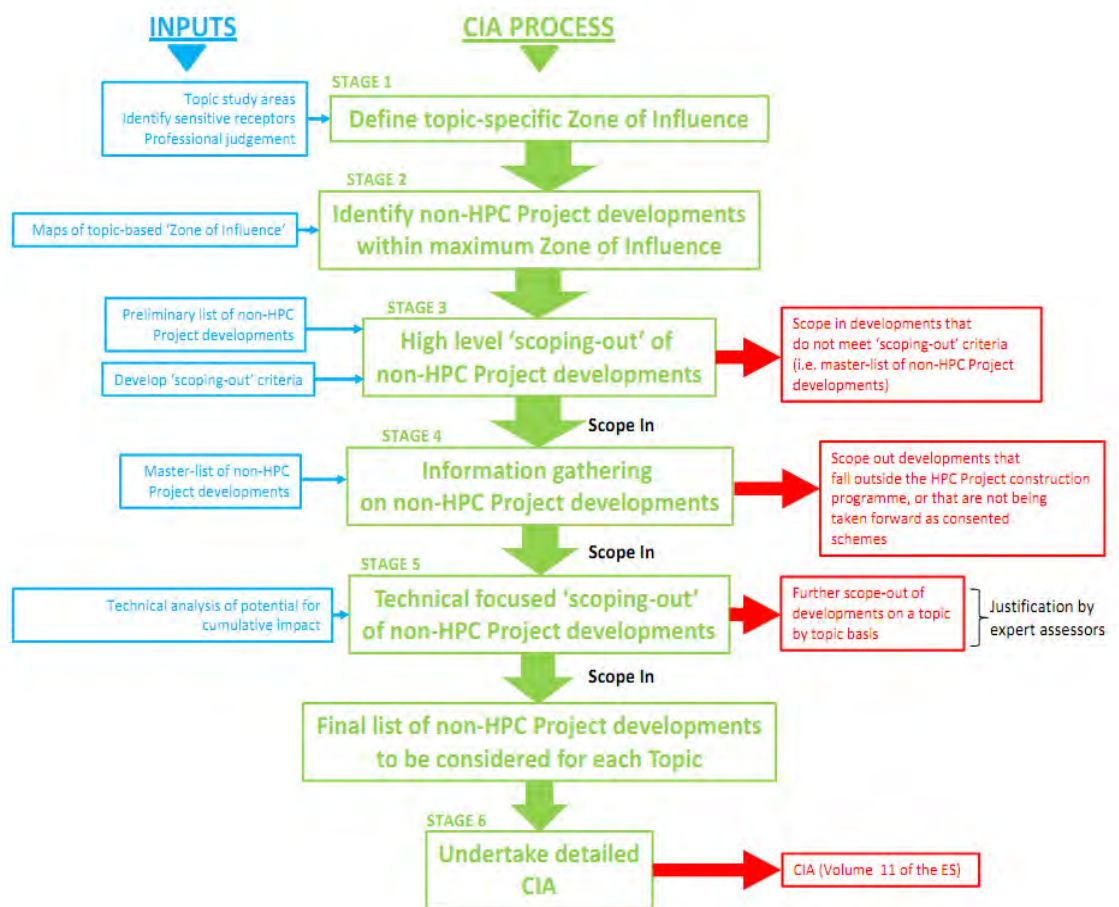 INPUTS
CIA PROCESS
STAGE 1
Topic study areas
Identify sensitive receptors
Professional judgement
Define topic-specific Zone of Influence
STAGE 2
Maps of topic-based ‘Zone of Influence’
Identify non-HPC Project developments
within maximum Zone of Influence
STAGE 3
Preliminary list of non-HPC
Project developments
Develop ‘scoping-out’ criteria
High level ‘scoping-out’ of
non-HPC Project developments
Scope in developments that
do not meet ‘scoping-out’ criteria
(i.e. master-list of non-HPC Project
developments)
Scope In
STAGE 4
Master-list of non-HPC
Project developments
Information gathering
on non-HPC Project developments
Scope out developments that
fall outside the HPC Project construction
programme, or that are not being
taken forward as consented
schemes
Scope In
STAGE 5
Technical analysis of potential for
cumulative impact
Technical focused ‘scoping-out’
of non-HPC Project developments
Further scope-out of
developments on a topic
by topic basis
Justification by
expert assessors
Scope In
Final list of non-HPC Project developments
to be considered for each Topic
STAGE 6
Undertake detailed
CIA
CIA (Volume 11 of the ES)